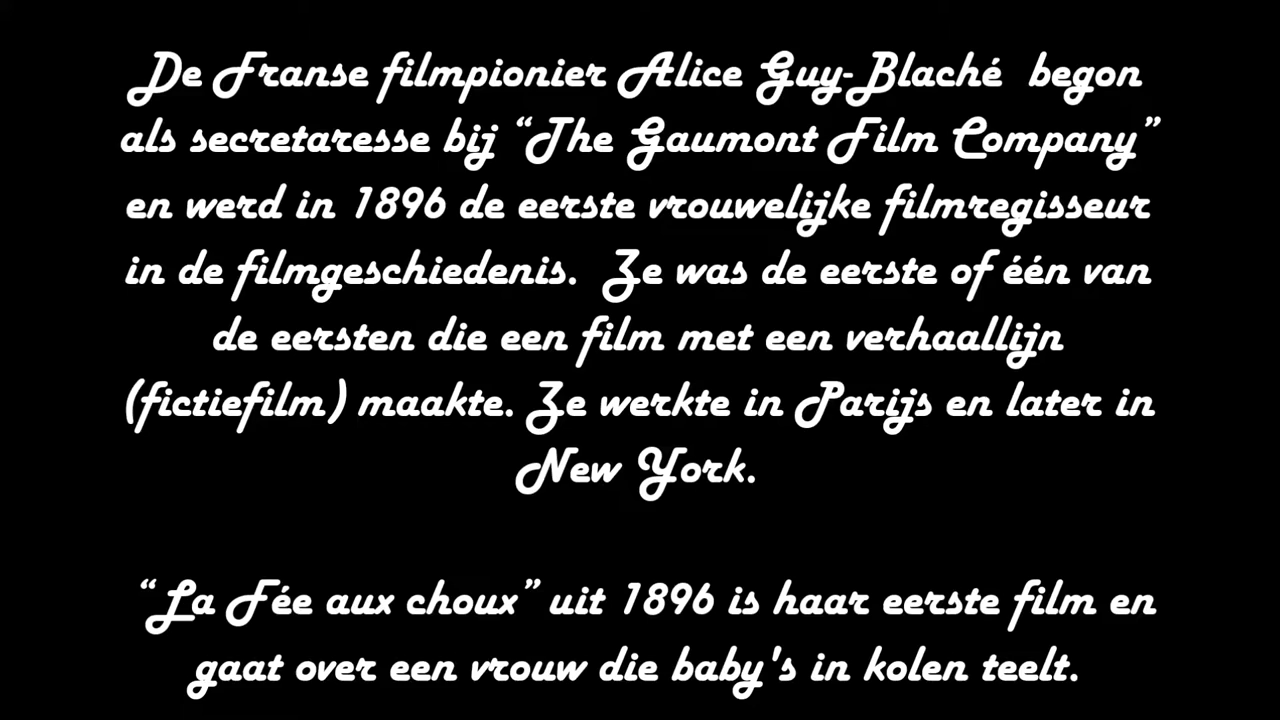 De Franse filmpionier Alice Guy-Blaché begon
als secretaresse bij “The Gaumont Film Company”
en werd in 1896 de eerste vrouwelijke filmregisseur
in de filmgeschiedenis. Ze was de eerste of één van
de eersten die een film met een verhaallijn
(fictiefilm) maakte. Ze werkte in Parijs en later in
New York.
“La Fée aux choux” uit 1896 is haar eerste film en
gaat over een vrouw die baby's in kolen teelt.